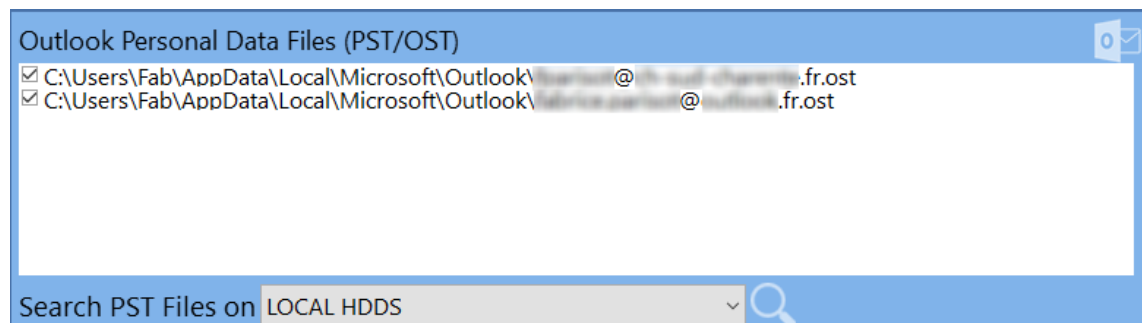 Outlook Personal Data Files (PST/OST)
C:\Users\Fab\AppData\Local\Microsoft\Outlook\ @ .fr.ost
C:\Users\Fab\AppData\Local\Microsoft\Outlook\ @ .fr.ost
Search PST Files on LOCAL HDDS